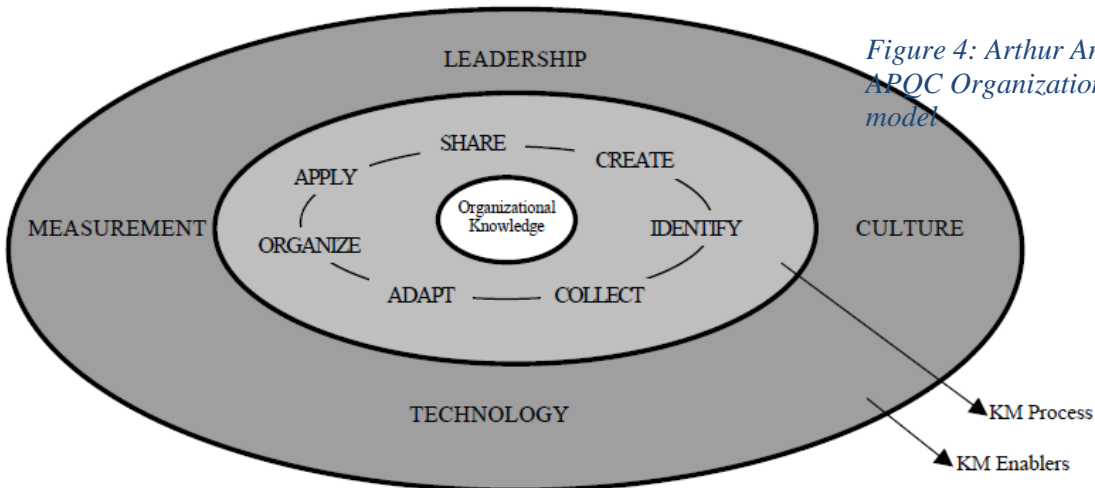 LEADERSHIP
Figure 4: Arthur
APQC Organization
model
SHARE
CREATE
APPLY
Organizational
Knowledge
MEASUREMENT
IDENTIFY
CULTURE
ORGANIZE
ADAPT
COLLECT
TECHNOLOGY
KM Process
KM Enablers